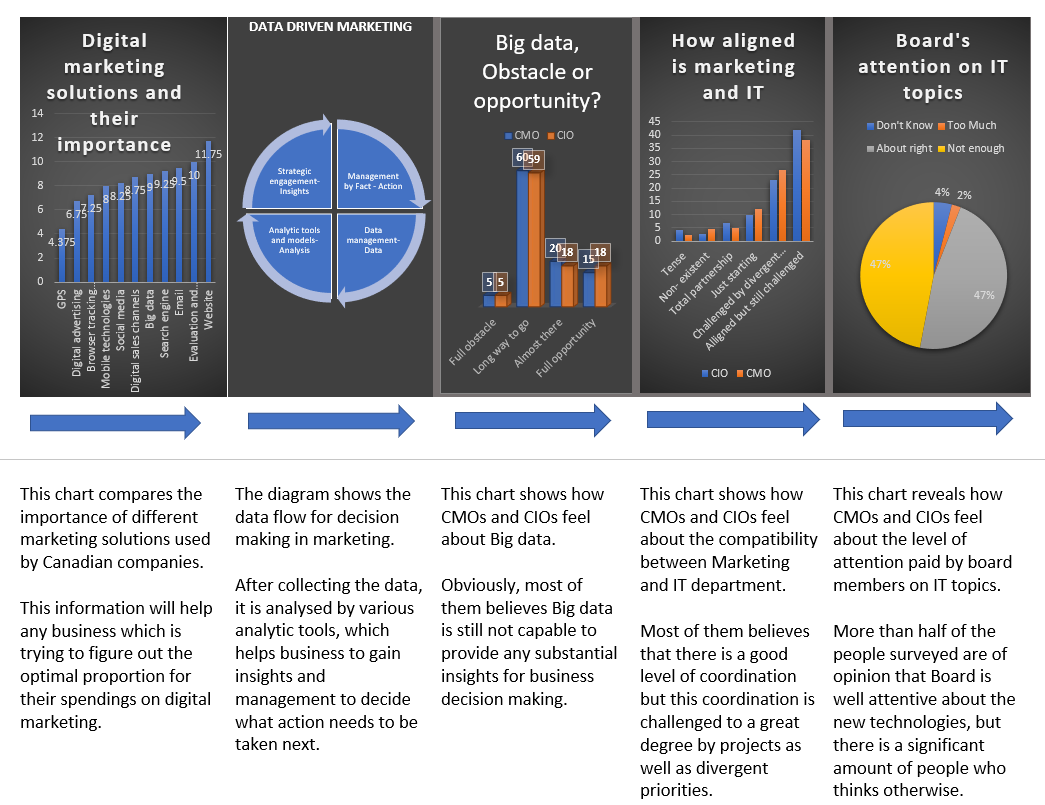 Digital
marketing
solutions and
their
importance
14
12
10
8
6
4
2
0
4.375
6.75
7.25
8
8.25
8.75
9
9.25
9.5
10
11.75
GPS
Digital advertising
Browser tracking...
Mobile technologies
Social media
Digital sales channels
Big data
Search engine
Email
Evaluation and...
Website
DATA DRIVEN MARKETING
Strategic
engagement-
Insights
Management
by Fact - Action
Analytic tools
and models-
Analysis
Data
management-
Data
Big data,
Obstacle or
opportunity?
CMO CIO
5 5
60 59
20 18
15 18
Full obstacle
Long way to go
Almost there
Full opportunity
How aligned
is marketing
and IT
45
40
35
30
25
20
15
10
5
0
Tense
Non- existent
Total partnership
Just starting
Challenged by divergent...
Alligned but still challenged
CIO CMO
Board's
attention on IT
topics
Don't Know Too Much
About right Not enough
4% 2%
47%
47%
This chart compares the
importance of different
marketing solutions used
by Canadian companies.
This information will help
any business which is
trying to figure out the
optimal proportion for
their spendings on digital
marketing.
The diagram shows the
data flow for decision
making in marketing.
After collecting the data,
it is analysed by various
analytic tools, which
helps business to gain
insights and
management to decide
what action needs to be
taken next.
This chart shows how
CMOs and CIOs feel
about Big data.
Obviously, most of
them believes Big data
is still not capable to
provide any substantial
insights for business
decision making.
This chart shows how
CMOs and CIOs feel
about the compatibility
between Marketing
and IT department.
Most of them believes
that there is a good
level of coordination
but this coordination is
challenged to a great
degree by projects as
well as divergent
priorities.
This chart reveals how
CMOs and CIOs feel
about the level of
attention paid by board
members on IT topics.
More than half of the
people surveyed are of
opinion that Board is
well attentive about the
new technologies, but
there is a significant
amount of people who
thinks otherwise.